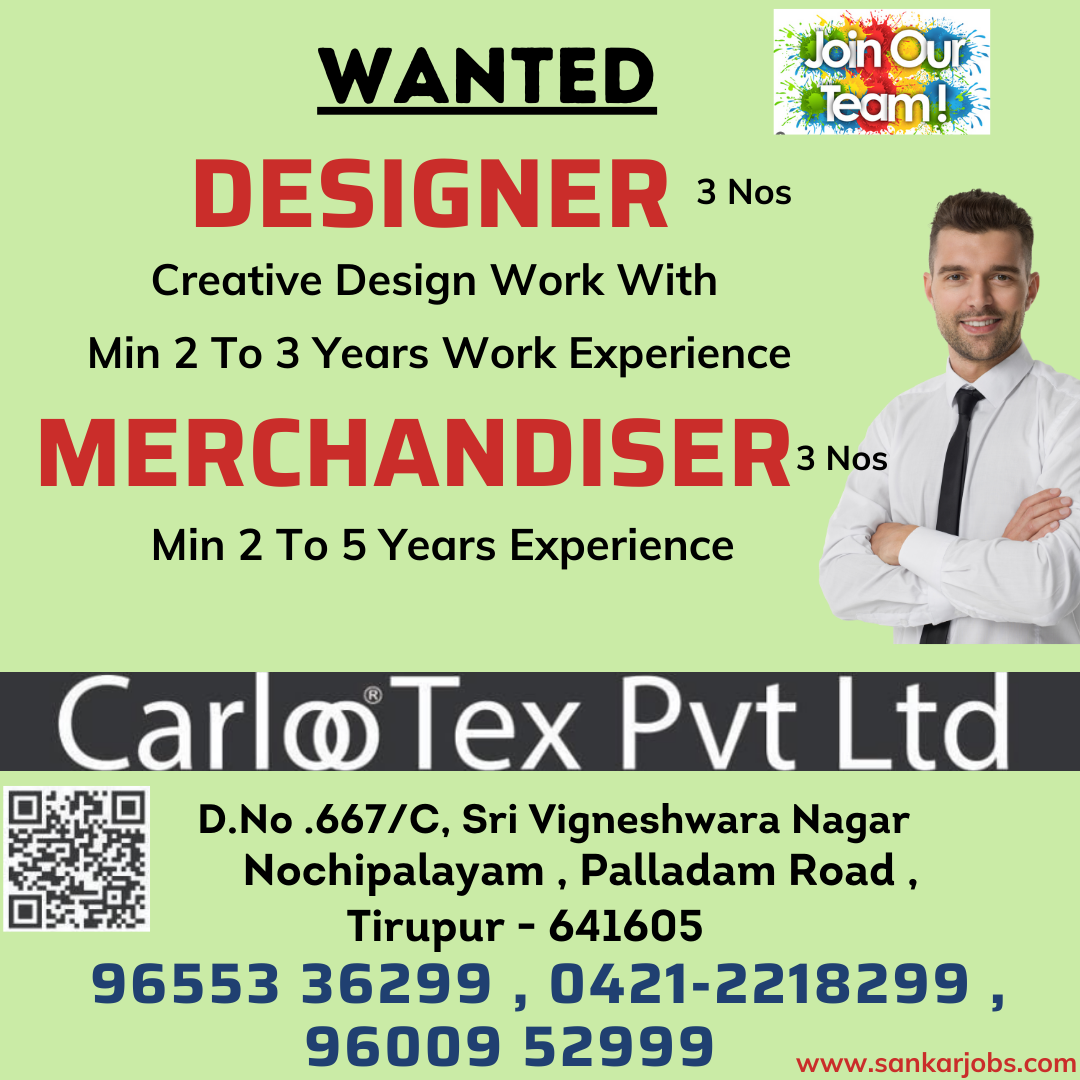 WANTED
Join Our
Team !
DESIGNER 3 Nos
Creative Design Work With
Min 2 To 3 Years Work Experience
MERCHANDISER 3 Nos
Min 2 To 5 Years Experience
Carloo® Tex Pvt Ltd
D.No .667/C, Sri Vigneshwara Nagar
Nochipalayam , Palladam Road ,
Tirupur - 641605
96553 36299 , 0421-2218299 ,
96009 52999
www.sankarjobs.com